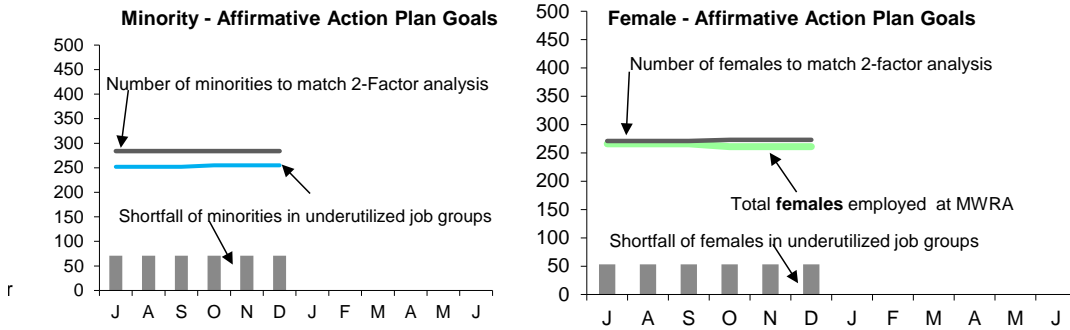 Minority - Affirmative Action Plan Goals
500
450
400
350
300
250
200
150
100
50
0
Number of minorities to match 2-Factor analysis
Shortfall of minorities in underutilized job groups
J A S O N D J F M A M J
r
Female - Affirmative Action Plan Goals
500
450
400
350
300
250
200
150
100
50
0
Number of females to match 2-factor analysis
Total females employed at MWRA
Shortfall of females in underutilized job groups
J A S O N D J F M A M J